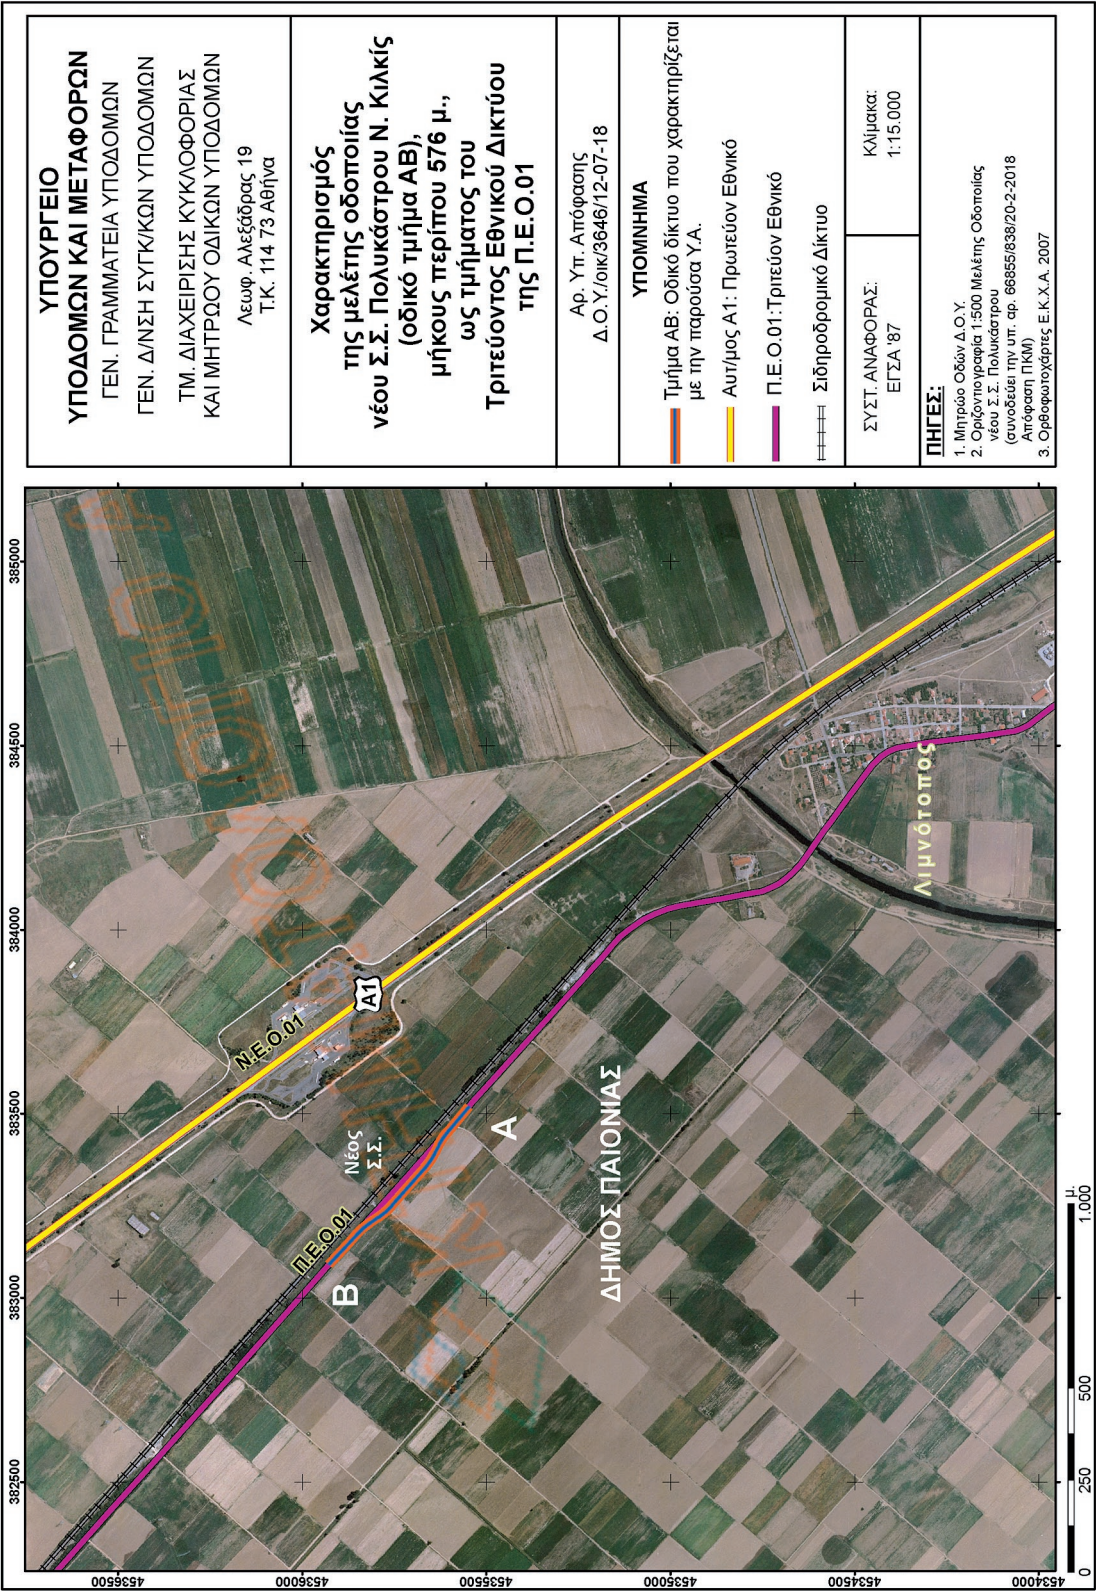 ΥΠΟΥΡΓΕΙΟ
ΥΠΟΔΟΜΩΝ ΚΑΙ ΜΕΤΑΦΟΡΩΝ
ΓΕΝ. ΓΡΑΜΜΑΤΕΙΑ ΥΠΟΔΟΜΩΝ
ΓΕΝ. Δ/ΝΣΗ ΣΥΓΚ/ΚΩΝ ΥΠΟΔΟΜΩΝ
ΤΜ. ΔΙΑΧΕΙΡΙΣΗΣ ΚΥΚΛΟΦΟΡΙΑΣ
ΚΑΙ ΜΗΤΡΩΟΥ ΟΔΙΚΩΝ ΥΠΟΔΟΜΩΝ
Λεωφ. Αλεξάδρας 19
Τ.Κ. 114 73 Αθήνα
Χαρακτηρισμός
της μελέτης οδοποιίας
νέου Σ.Σ. Πολυκάστρου Ν. Κιλκίς
(οδικό τμήμα ΑΒ),
μήκους περίπου 576 μ.,
ως τμήματος του
Τριτεύοντος Εθνικού Δικτύου
της Π.Ε.Ο.01
Αρ. Υπ. Απόφασης
Δ.Ο.Υ./οικ/3646/12-07-18
ΥΠΟΜΝΗΜΑ
Τμήμα ΑΒ: Οδικό δίκτυο που χαρακτηρίζεται
με την παρούσα Υ.Α.
Αυτ/μος Α1: Πρωτεύον Εθνικό
Π.Ε.Ο.01:Τριτεύον Εθνικό
Σιδηροδρομικό Δίκτυο
ΣΥΣΤ. ΑΝΑΦΟΡΑΣ:
ΕΓΣΑ '87
Κλίμακα:
1:15.000
ΠΗΓΕΣ:
1. Μητρώο Οδών Δ.Ο.Υ.
2. Οριζοντιογραφία 1:500 Μελέτης Οδοποιίας
νέου Σ.Σ. Πολυκάστρου
(συνοδεύει την υπ. αρ. 66855/838/20-2-2018
Απόφαση ΠΚΜ)
3. Ορθοφωτοχάρτες Ε.Κ.Χ.Α. 2007
382500
383000
383500
384000
384500
385000
4536500
4536000
4535500
4535000
4534500
4534000
Ν.Ε.Ο.01
A1
Νέος
Σ.Σ.
Π.Ε.Ο.01
B
A
ΔΗΜΟΣ ΠΑΙΟΝΙΑΣ
Λιμνότοπος
0
250
500
1.000
μ.